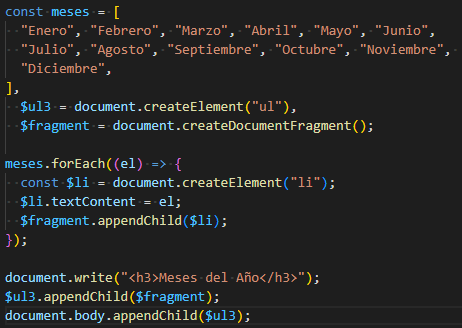 const meses = [
  "Enero", "Febrero", "Marzo", "Abril", "Mayo", "Junio",
  "Julio", "Agosto", "Septiembre", "Octubre", "Noviembre",
  "Diciembre",
],
  $ul3 = document.createElement("ul"),
  $fragment = document.createDocumentFragment();

meses.forEach((el) => {
  const $li = document.createElement("li");
  $li.textContent = el;
  $fragment.appendChild($li);
});

document.write("<h3>Meses del Año</h3>");
$ul3.appendChild($fragment);
document.body.appendChild($ul3);